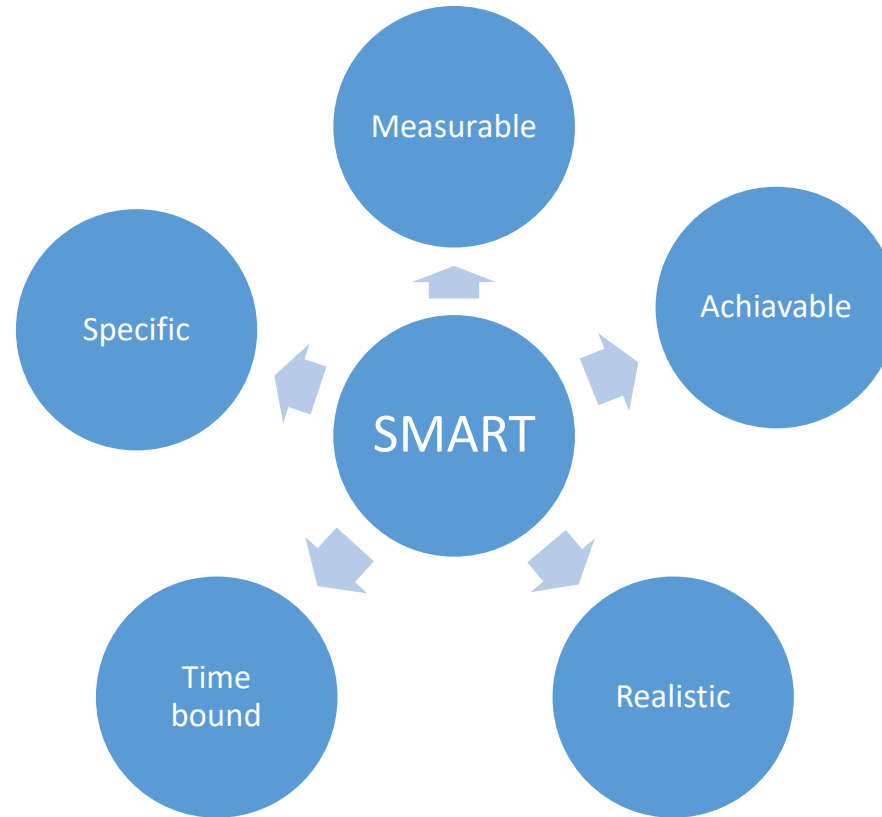 Measurable
Achiavable
Specific
SMART
Time
bound
Realistic